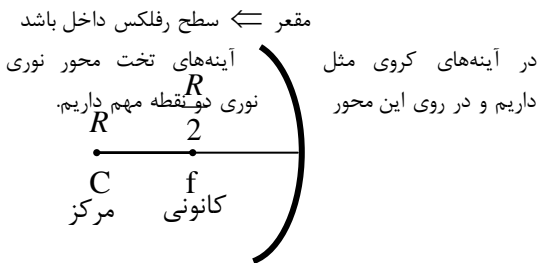 مقعر ⇐ سطح رفلکس داخل باشد
در آینه‌های کروی مثل آینه‌های تخت محور نوری
داریم و در روی این محور نوری دو نقطه مهم داریم.
R
R/2
C
f
مرکز
کانونی